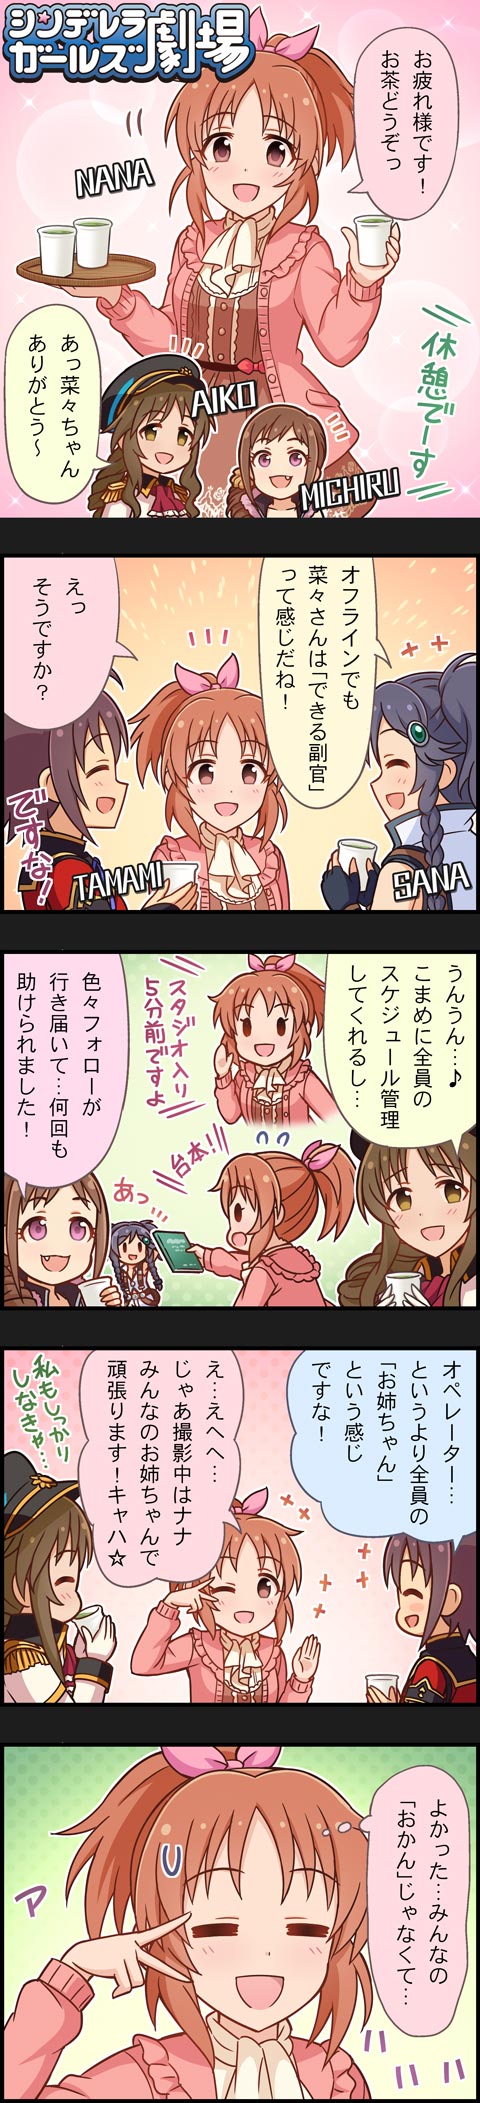 シンデレラ
ガールズ劇場
お疲れ様です！
お茶どうぞっ
NANA
休憩でーす
あっ菜々ちゃん
ありがとう～
AIKO
MICHIRU
オフラインでも
菜々さんは「できる副官」
って感じだね！
えっ
そうですか？
ですな！
TAMAMI
SANA
うんうん…♪
こまめに全員の
スケジュール管理
してくれるし…
スタジオ入り
5分前ですよ
台本！
あっ…
色々フォローが
行き届いて…何回も
助けられました！
オペレーター…
というより全員の
「お姉ちゃん」
という感じ
ですな！
え…えへへ…
じゃあ撮影中はナナ
みんなのお姉ちゃんで
頑張ります！キャハ☆
私もしっかり
しなきゃ…
よかった…みんなの
「おかん」じゃなくて…
ア